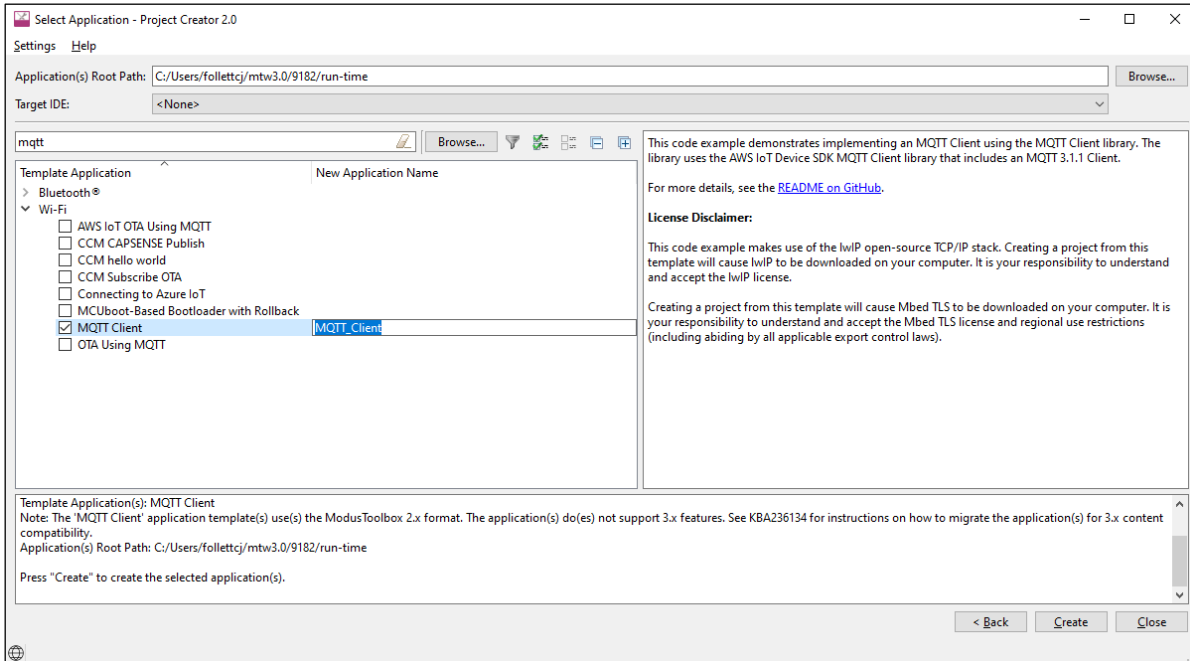 Select Application - Project Creator 2.0
Settings Help
Application(s) Root Path: C:/Users/follettcj/mtw3.0/9182/run-time Browse...
Target IDE: <None>
mqtt Browse...
Template Application New Application Name
Bluetooth®
Wi-Fi
AWS IoT OTA Using MQTT
CCM CAPSENSE Publish
CCM hello world
CCM Subscribe OTA
Connecting to Azure IoT
MCUboot-Based Bootloader with Rollback
MQTT Client MQTT_Client
OTA Using MQTT
This code example demonstrates implementing an MQTT Client using the MQTT Client library. The
library uses the AWS IoT Device SDK MQTT Client library that includes an MQTT 3.1.1 Client.
For more details, see the README on GitHub.
License Disclaimer:
This code example makes use of the lwIP open-source TCP/IP stack. Creating a project from this
template will cause lwIP to be downloaded on your computer. It is your responsibility to understand
and accept the lwIP license.
Creating a project from this template will cause Mbed TLS to be downloaded on your computer. It is
your responsibility to understand and accept the Mbed TLS license and regional use restrictions
(including abiding by all applicable export control laws).
Template Application(s): MQTT Client
Note: The 'MQTT Client' application template(s) use(s) the ModusToolbox 2.x format. The application(s) do(es) not support 3.x features. See KBA236134 for instructions on how to migrate the application(s) for 3.x content
compatibility.
Application(s) Root Path: C:/Users/follettcj/mtw3.0/9182/run-time
Press "Create" to create the selected application(s).
< Back Create Close